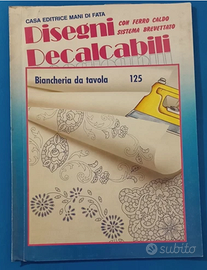 CASA EDITRICE MANI DI FATA
Disegni
CON FERRO CALDO
SISTEMA BREVETTATO
Decalcabili
Biancheria da tavola 125
subito